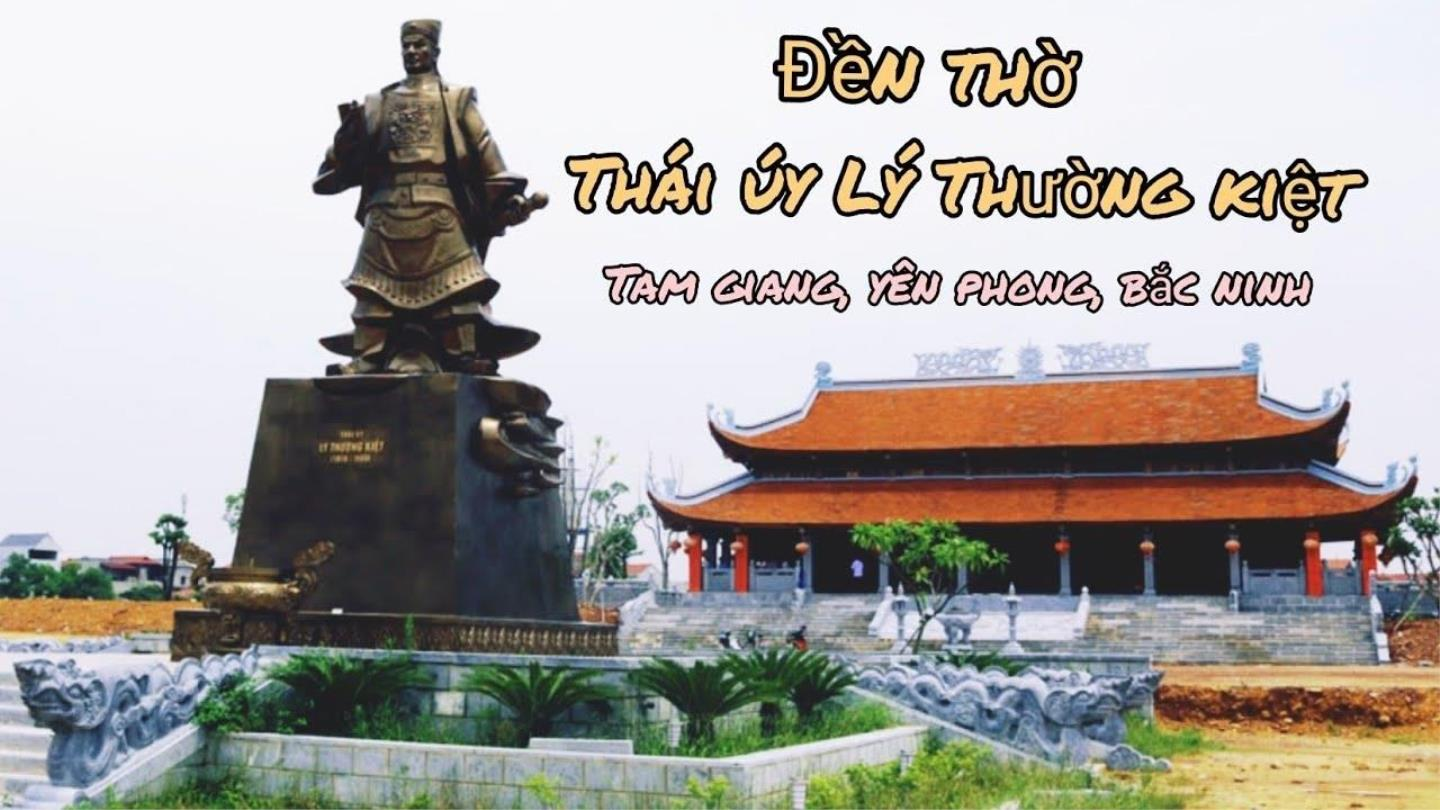 Đền thờ
Thái úy Lý Thường kiệt
Tam giang, yên phong, bắc ninh
THÁI ÚY
LÝ THƯỜNG KIỆT